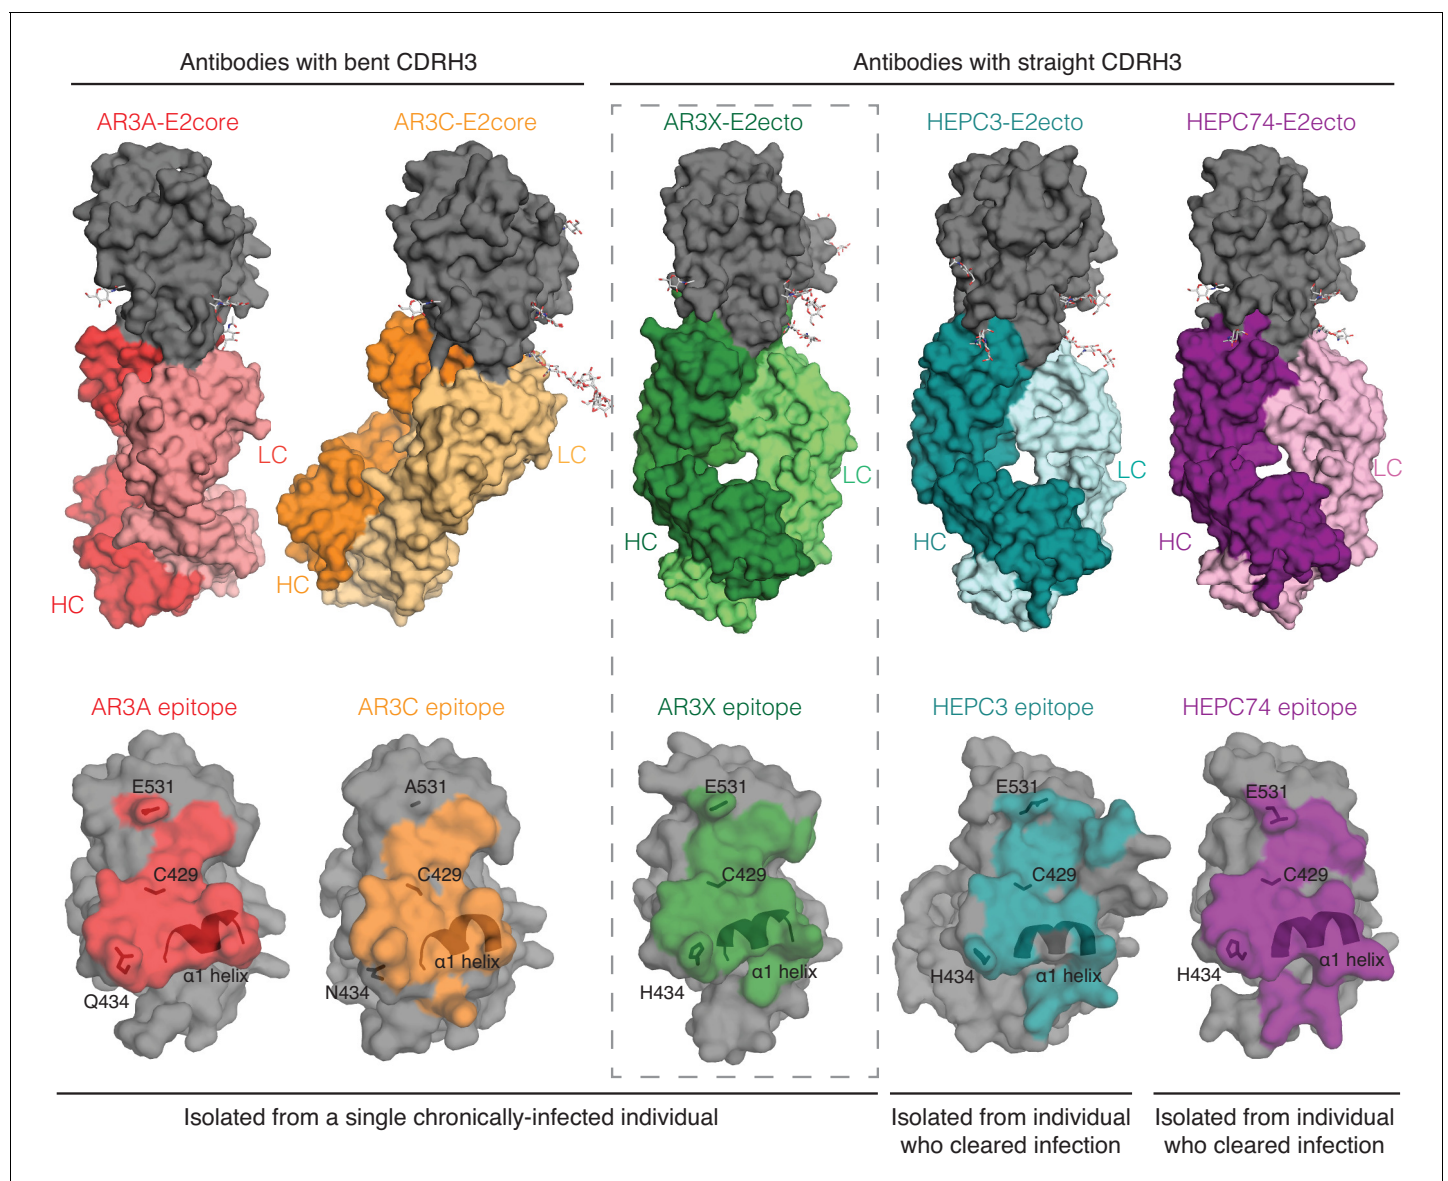 Antibodies with bent CDRH3
Antibodies with straight CDRH3
AR3A-E2core
AR3C-E2core
AR3X-E2ecto
HEPC3-E2ecto
HEPC74-E2ecto
LC
HC
LC
HC
LC
HC
LC
HC
LC
HC
AR3A epitope
AR3C epitope
AR3X epitope
HEPC3 epitope
HEPC74 epitope
E531
C429
α1 helix
Q434
A531
C429
α1 helix
N434
E531
C429
α1 helix
H434
E531
C429
α1 helix
H434
E531
C429
α1 helix
H434
Isolated from a single chronically-infected individual
Isolated from individual
who cleared infection
Isolated from individual
who cleared infection